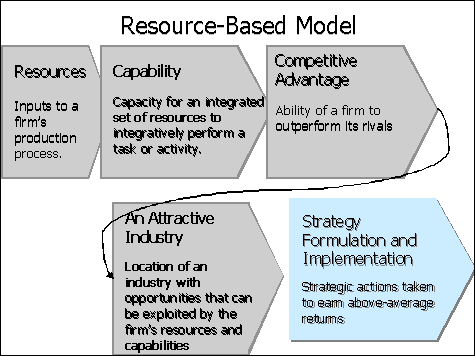 Resource-Based Model
Resources
Inputs to a
firm's
production
process.
Capability
Capacity for an integrated
set of resources to
integratively perform a
task or activity.
Competitive
Advantage
Ability of a firm to
outperform its rivals
An Attractive
Industry
Location of an
industry with
opportunities that can
be exploited by the
firm's resources and
capabilities
Strategy
Formulation and
Implementation
Strategic actions taken
to earn above-average
returns